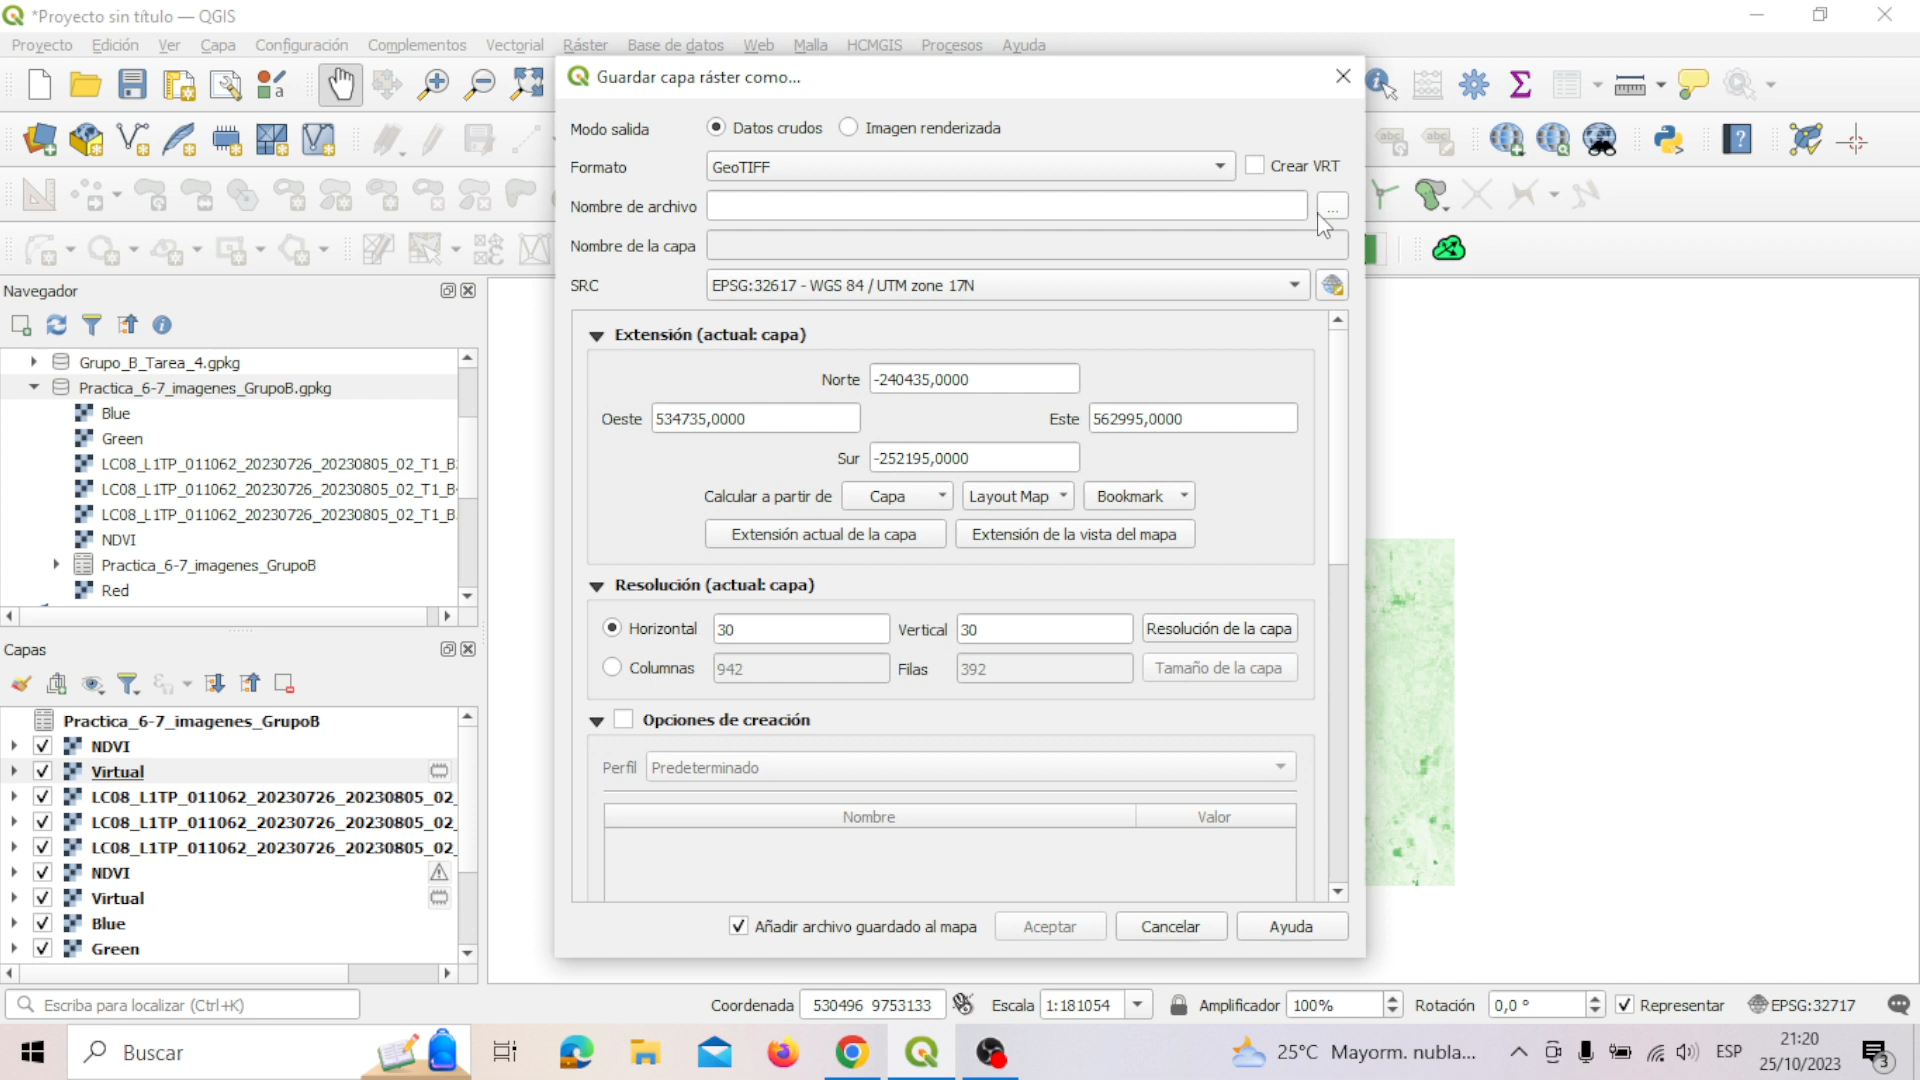 *Proyecto sin título — QGIS
Proyecto Edición Ver Capa Configuración Complementos Vectorial Ráster Base de datos Web Malla HCMGIS Procesos Ayuda
Guardar capa ráster como...
Modo salida Datos crudos Imagen renderizada
Formato GeoTIFF Crear VRT
Nombre de archivo ...
Nombre de la capa
SRC EPSG:32617 - WGS 84 / UTM zone 17N
Extensión (actual: capa)
Norte -240435,0000
Oeste 534735,0000 Este 562995,0000
Sur -252195,0000
Calcular a partir de Capa Layout Map Bookmark
Extensión actual de la capa Extensión de la vista del mapa
Resolución (actual: capa)
Horizontal 30 Vertical 30 Resolución de la capa
Columnas 942 Filas 392 Tamaño de la capa
Opciones de creación
Perfil Predeterminado
Nombre Valor
Añadir archivo guardado al mapa Aceptar Cancelar Ayuda
Navegador
Grupo_B_Tarea_4.gpkg
Practica_6-7_imagenes_GrupoB.gpkg
Blue
Green
LC08_L1TP_011062_20230726_20230805_02_T1_B
LC08_L1TP_011062_20230726_20230805_02_T1_B
LC08_L1TP_011062_20230726_20230805_02_T1_B
NDVI
Practica_6-7_imagenes_GrupoB
Red
Capas
Practica_6-7_imagenes_GrupoB
NDVI
Virtual
LC08_L1TP_011062_20230726_20230805_02_
LC08_L1TP_011062_20230726_20230805_02_
LC08_L1TP_011062_20230726_20230805_02_
NDVI
Virtual
Blue
Green
Escriba para localizar (Ctrl+K) Coordenada 530496 9753133 Escala 1:181054 Amplificador 100% Rotación 0,0 ° Representar EPSG:32717
Buscar 25°C Mayorm. nubla... ESP 21:20
25/10/2023 3